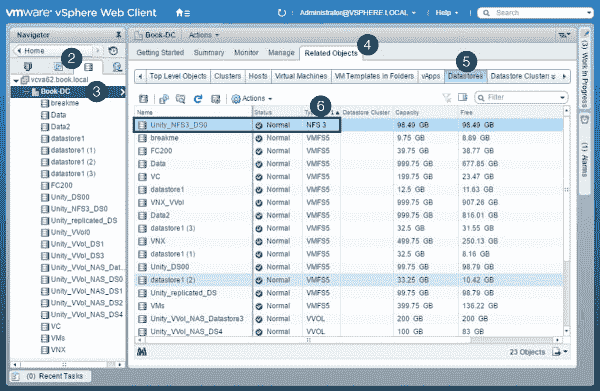 vmware® vSphere Web Client
Administrator@VSPHERE.LOCAL
Help
Search
Navigator
Home
2
vcva62.book.local
Book-DC
3
breakme
Data
Data2
datastore1
datastore1 (1)
datastore1 (2)
datastore1 (3)
FC200
Unity_DS00
Unity_replicated_DS
Unity_VVol0
Unity_VVol_DS1
Unity_VVol_DS3
Unity_VVol_NAS_Dat...
Unity_VVol_NAS_DS0
Unity_VVol_NAS_DS1
Unity_VVol_NAS_DS2
Unity_VVol_NAS_DS4
VC
VMs
VNX
Book-DC Actions
Getting Started Summary Monitor Manage Related Objects
4
5
Top Level Objects Clusters Hosts Virtual Machines VM Templates in Folders vApps Datastores Datastore Clusters
Actions
6
Filter
Name Status Datastore Cluster Capacity Free
Unity_NFS3_DS0 Normal NFS 3 98.49 GB 98.49 GB
breakme Normal VMFS5 9.75 GB 8.89 GB
FC200 Normal VMFS5 39.75 GB 38.77 GB
Data Normal VMFS5 999.75 GB 677.85 GB
VC Normal VMFS5 199.75 GB 23.47 GB
datastore1 Normal VMFS5 12.5 GB 11.63 GB
VNX_VVol Normal VMFS5 999.75 GB 907.26 GB
Data2 Normal VMFS5 999.75 GB 816.01 GB
datastore1 (3) Normal VMFS5 32.5 GB 31.55 GB
VNX Normal VMFS5 499.75 GB 250.13 GB
datastore1 (1) Normal VMFS5 32.5 GB 8.16 GB
Unity_DS00 Normal VMFS5 99.75 GB 98.79 GB
datastore1 (2) Normal VMFS5 33.25 GB 10.42 GB
Unity_replicated_DS Normal VMFS5 99.75 GB 98.79 GB
VMs Normal VMFS5 399.75 GB 136.22 GB
Unity_VVol_NAS_Datastore3 Normal VVOL 200 GB 200 GB
Unity_VVol_NAS_DS4 Normal VVOL 100 GB 83 GB
23 Objects
(3) Work In Progress
(1) Alarms
(0) Recent Tasks